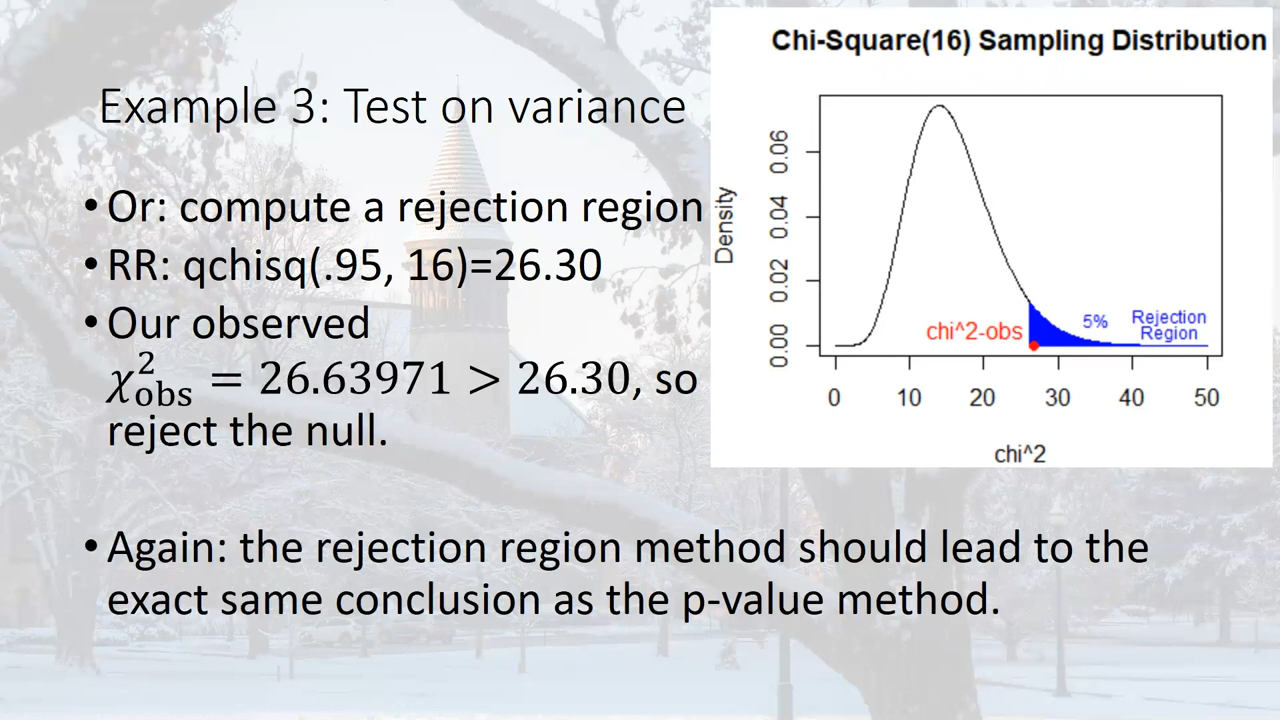 Example 3: Test on variance
• Or: compute a rejection region
• RR: qchisq(.95, 16)=26.30
• Our observed
χ²obs = 26.63971 > 26.30, so
reject the null.
• Again: the rejection region method should lead to the
exact same conclusion as the p-value method.
Chi-Square(16) Sampling Distribution
Density
0.00 0.02 0.04 0.06
chi^2-obs
5%
Rejection
Region
0 10 20 30 40 50
chi^2